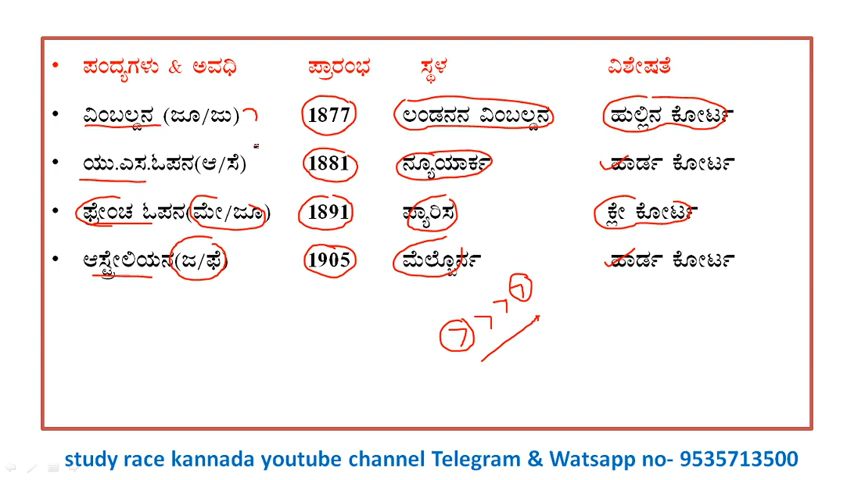 • ಪಂದ್ಯಗಳು & ಅವಧಿ ಪ್ರಾರಂಭ ಸ್ಥಳ ವಿಶೇಷತೆ
• ವಿಂಬಲ್ಡನ (ಜೂ/ಜು) 1877 ಲಂಡನನ ವಿಂಬಲ್ಡನ ಹುಲ್ಲಿನ ಕೋರ್ಟ
• ಯು.ಎಸ.ಓಪನ(ಆ/ಸೆ) 1881 ನ್ಯೂಯಾರ್ಕ ಹಾರ್ಡ ಕೋರ್ಟ
• ಫ್ರೇಂಚ ಓಪನ(ಮೇ/ಜೂ) 1891 ಪ್ಯಾರಿಸ ಕ್ಲೇ ಕೋರ್ಟ
• ಆಸ್ಟ್ರೇಲಿಯನ(ಜ/ಫೆ) 1905 ಮೆಲ್ಬೊರ್ನ ಹಾರ್ಡ ಕೋರ್ಟ
study race kannada youtube channel Telegram & Watsapp no- 9535713500